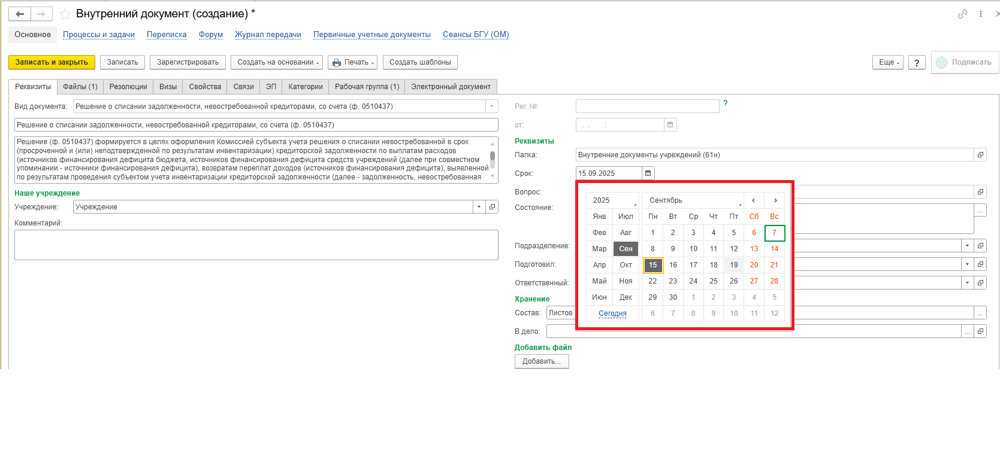 Внутренний документ (создание) *
Основное Процессы и задачи Переписка Форум Журнал передачи Первичные учетные документы Сеансы БГУ (ОМ)
Записать и закрыть Записать Зарегистрировать Создать на основании Печать Создать шаблоны Еще ? Подписать
Реквизиты Файлы (1) Резолюции Визы Свойства Связи ЭП Категории Рабочая группа (1) Электронный документ
Вид документа: Решение о списании задолженности, невостребованной кредиторами, со счета (ф. 0510437)
Решение о списании задолженности, невостребованной кредиторами, со счета (ф. 0510437)
Решение (ф. 0510437) формируется в целях оформления Комиссией субъекта учета решения о списании невостребованной в срок
(просроченной и (или) неподтвержденной по результатам инвентаризации) кредиторской задолженности по выплатам расходов
(источников финансирования дефицита бюджета, источников финансирования дефицита средств учреждений (далее при совместном
упоминании - источники финансирования дефицита), возвратам переплат доходов (источников финансирования дефицита), выявленной
по результатам проведения субъектом учета инвентаризации кредиторской задолженности (далее - задолженность, невостребованная
Наше учреждение
Учреждение: Учреждение
Комментарий:
Рег. №: ?
от: . . :
Реквизиты
Папка: Внутренние документы учреждений (61н)
Срок: 15.09.2025
Вопрос:
Состояние: ...
Подразделение:
Подготовил:
Ответственный:
2025 Сентябрь
Янв Июл Пн Вт Ср Чт Пт Сб Вс
Фев Авг 1 2 3 4 5 6 7
Мар Сен 8 9 10 11 12 13 14
Апр Окт 15 16 17 18 19 20 21
Май Ноя 22 23 24 25 26 27 28
Июн Дек 29 30 1 2 3 4 5
Сегодня 6 7 8 9 10 11 12
Хранение
Состав: Листов ...
В дело: ...
Добавить файл
Добавить...